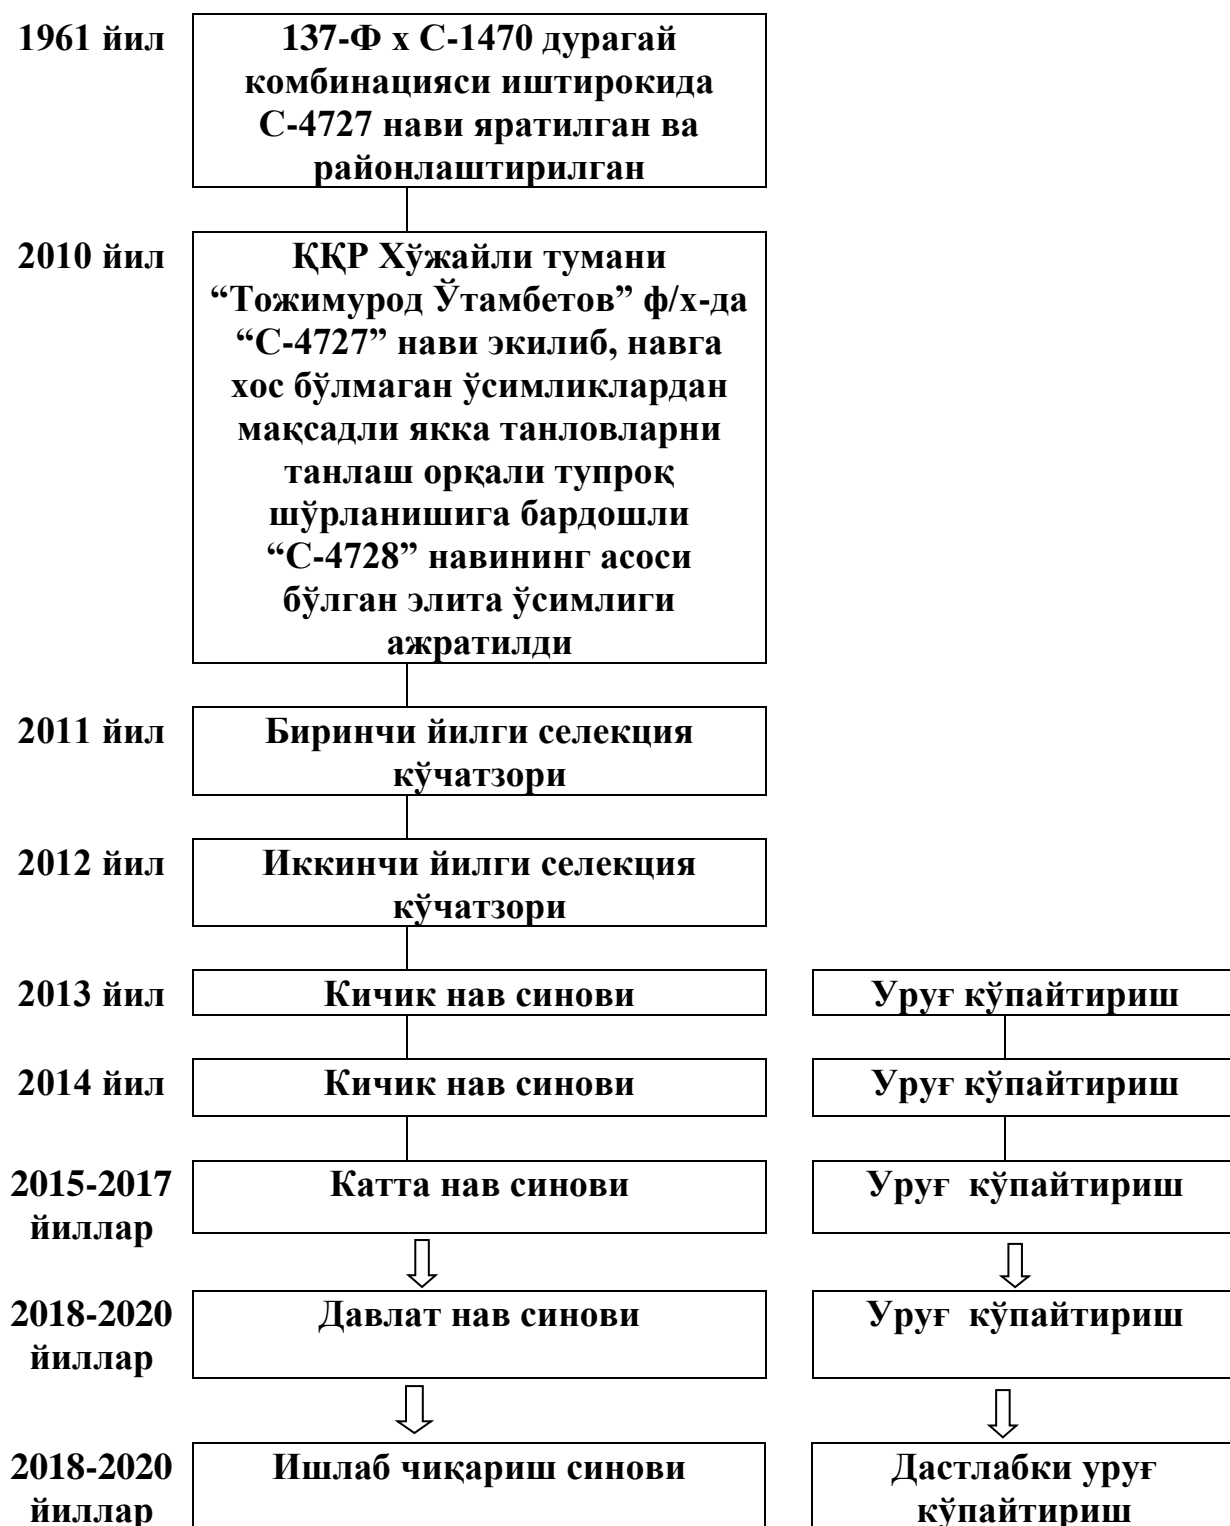 1961 йил
137-Ф х С-1470 дурагай
комбинацияси иштирокида
С-4727 нави яратилган ва
районлаштирилган
2010 йил
ҚҚР Хўжайли тумани
“Тожимурод Ўтамбетов” ф/х-да
“С-4727” нави экилиб, навга
хос бўлмаган ўсимликлардан
мақсадли якка танловларни
танлаш орқали тупроқ
шўрланишига бардошли
“С-4728” навининг асоси
бўлган элита ўсимлиги
ажратилди
2011 йил
Биринчи йилги селекция
кўчатзори
2012 йил
Иккинчи йилги селекция
кўчатзори
2013 йил
Кичик нав синови
Уруғ кўпайтириш
2014 йил
Кичик нав синови
Уруғ кўпайтириш
2015-2017
йиллар
Катта нав синови
Уруғ кўпайтириш
2018-2020
йиллар
Давлат нав синови
Уруғ кўпайтириш
2018-2020
йиллар
Ишлаб чиқариш синови
Дастлабки уруғ
кўпайтириш